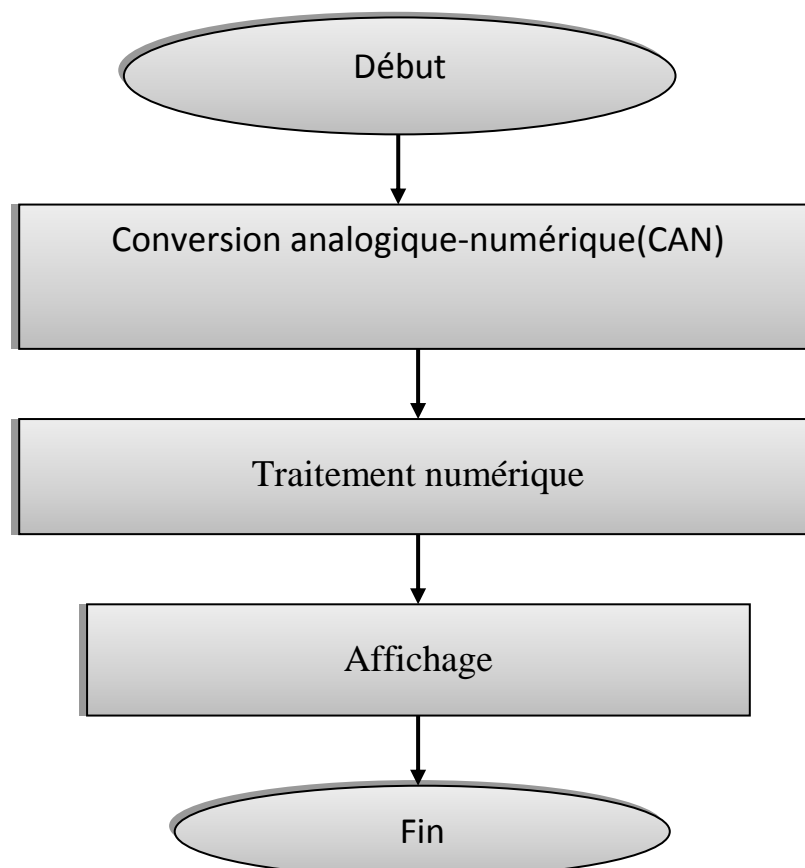 Début
Conversion analogique-numérique(CAN)
Traitement numérique
Affichage
Fin